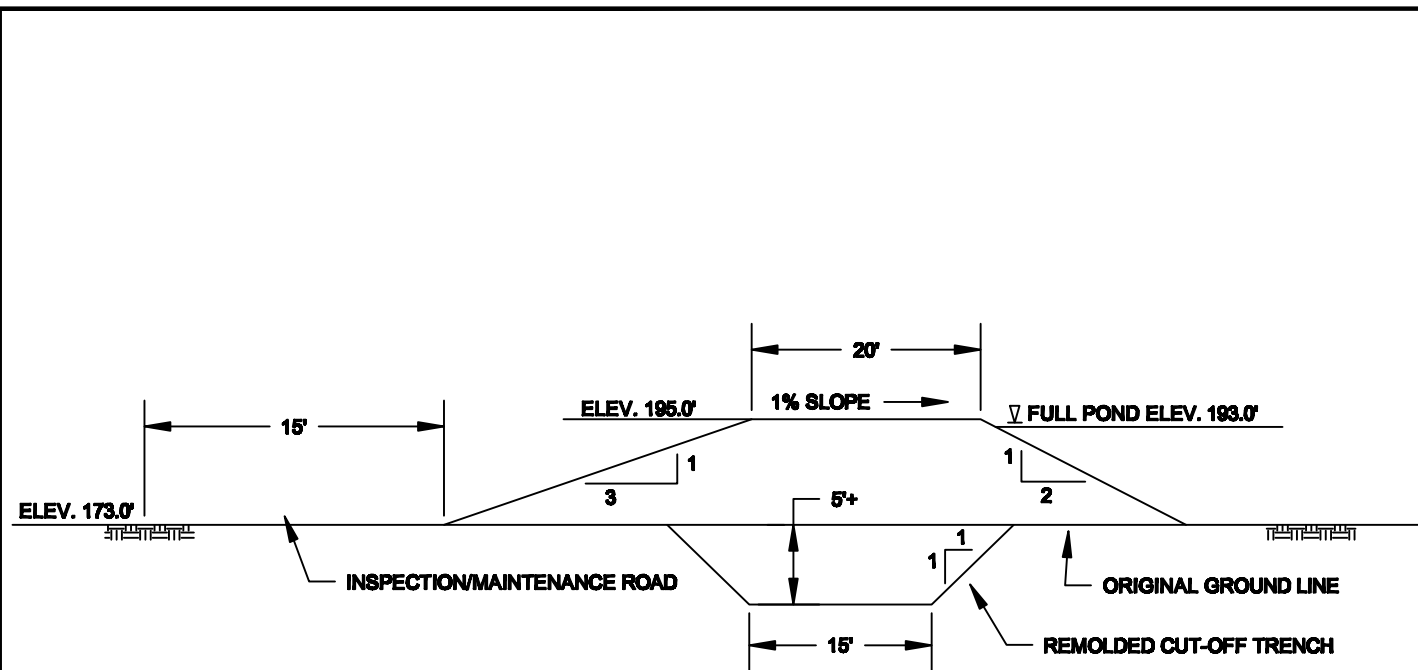 20'
ELEV. 195.0'
1% SLOPE
FULL POND ELEV. 193.0'
15'
1
3
1
2
ELEV. 173.0'
5'+
1
1
INSPECTION/MAINTENANCE ROAD
ORIGINAL GROUND LINE
15'
REMOLDED CUT-OFF TRENCH